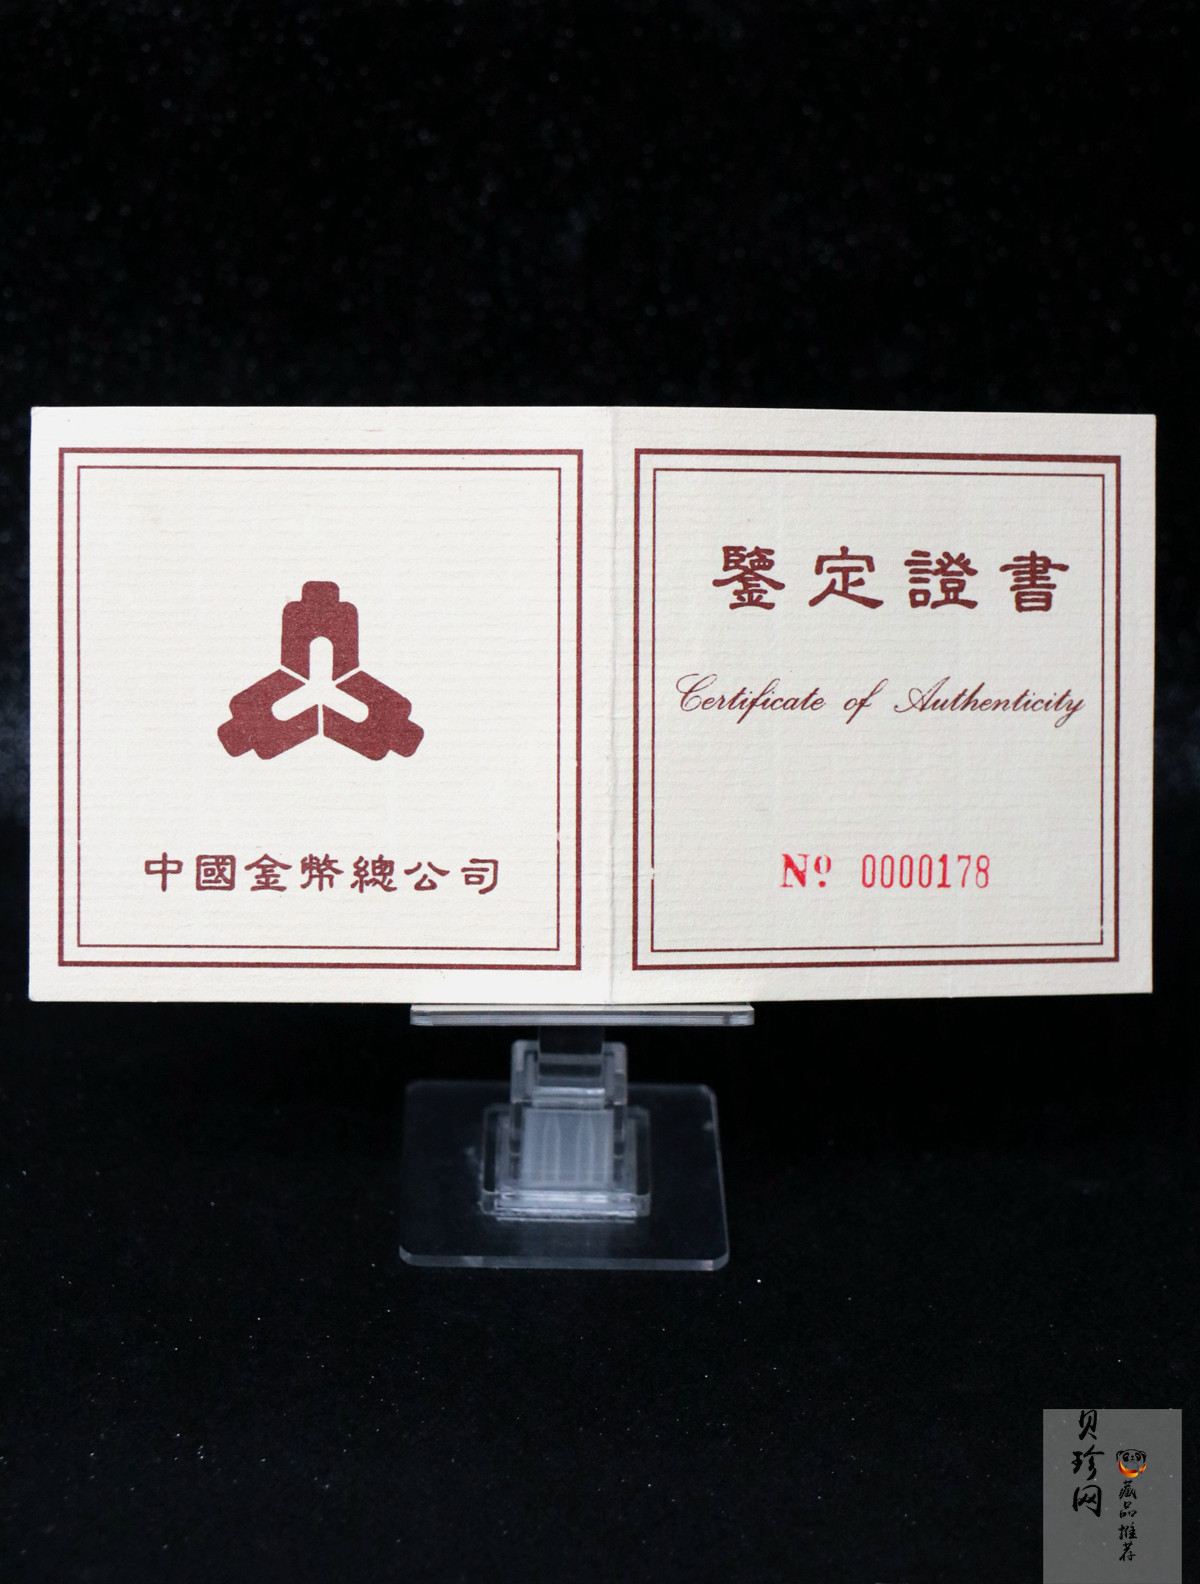 中國金幣總公司
鑒定證書
Certificate of Authenticity
Nº 0000178
贝珍网
藏品推荐